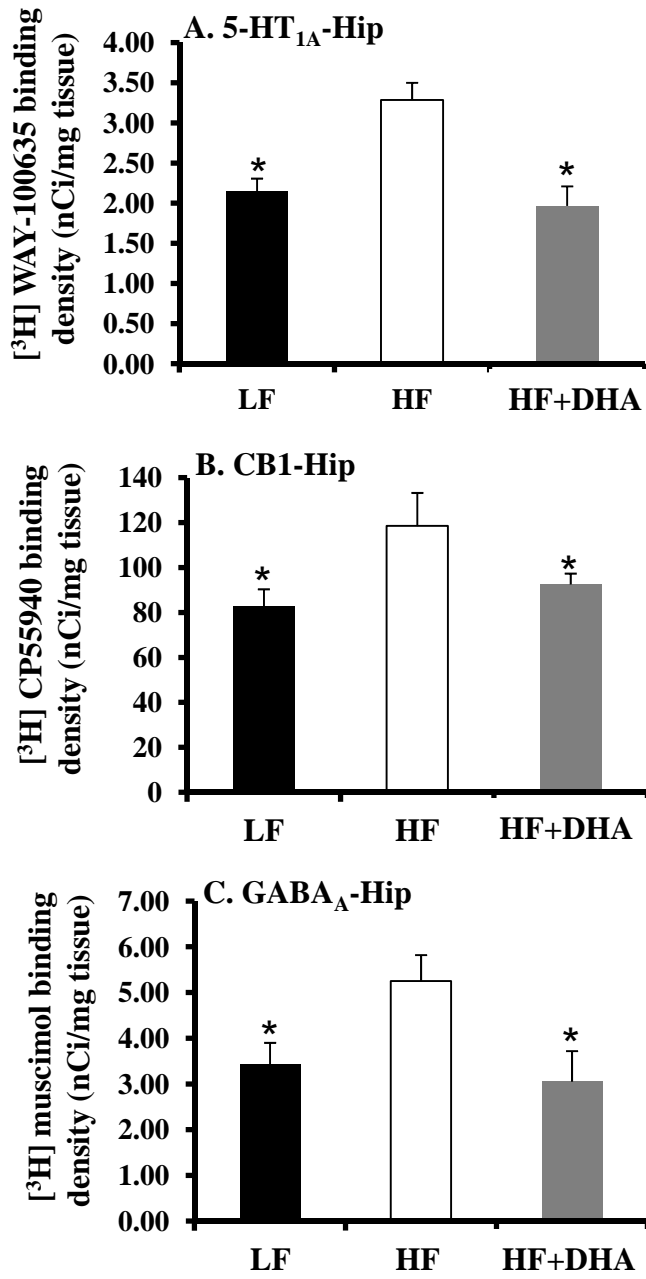 A. 5-HT1A-Hip
[3H] WAY-100635 binding
density (nCi/mg tissue)
4.00
3.50
3.00
2.50
2.00
1.50
1.00
0.50
0.00
*
*
LF HF HF+DHA
B. CB1-Hip
[3H] CP55940 binding
density (nCi/mg tissue)
140
120
100
80
60
40
20
0
*
*
LF HF HF+DHA
C. GABAA-Hip
[3H] muscimol binding
density (nCi/mg tissue)
7.00
6.00
5.00
4.00
3.00
2.00
1.00
0.00
*
*
LF HF HF+DHA